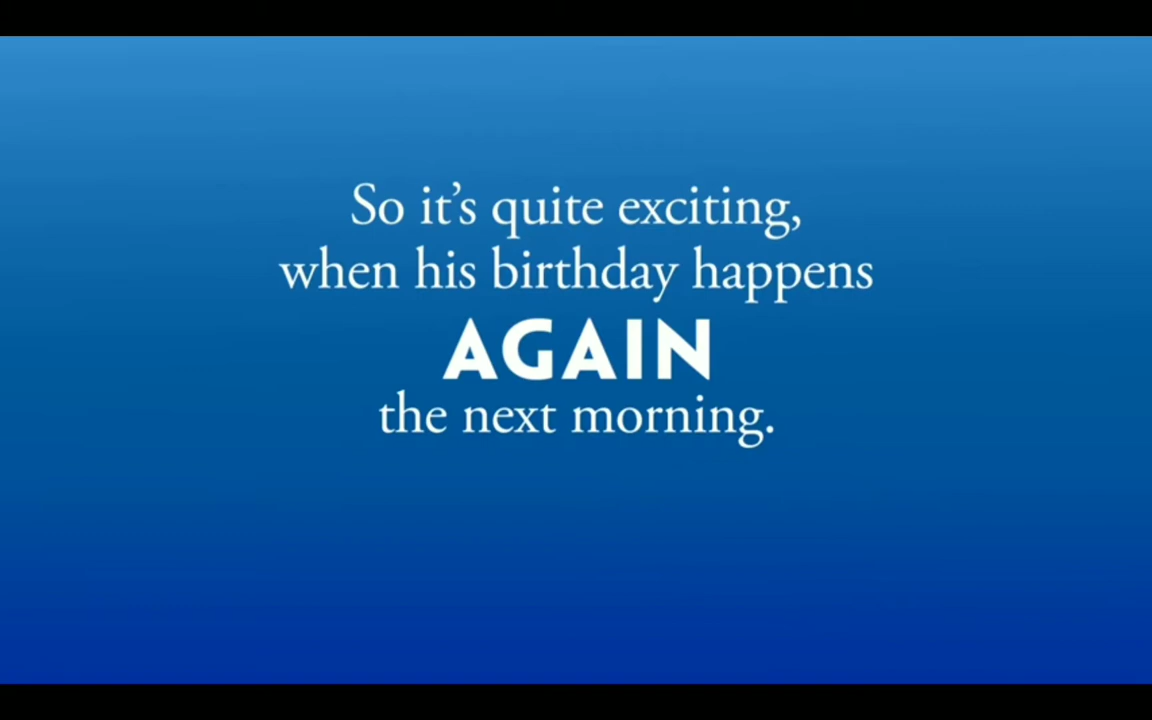 So it’s quite exciting,
when his birthday happens
AGAIN
the next morning.